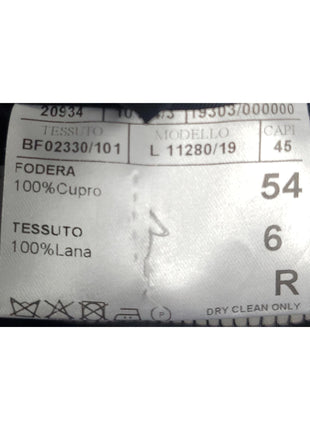 20934 19303/000000
TESSUTO MODELLO CAPI
BF02330/101 L 11280/19 45
FODERA
100%Cupro 54
TESSUTO 6
100%Lana
R
P
DRY CLEAN ONLY